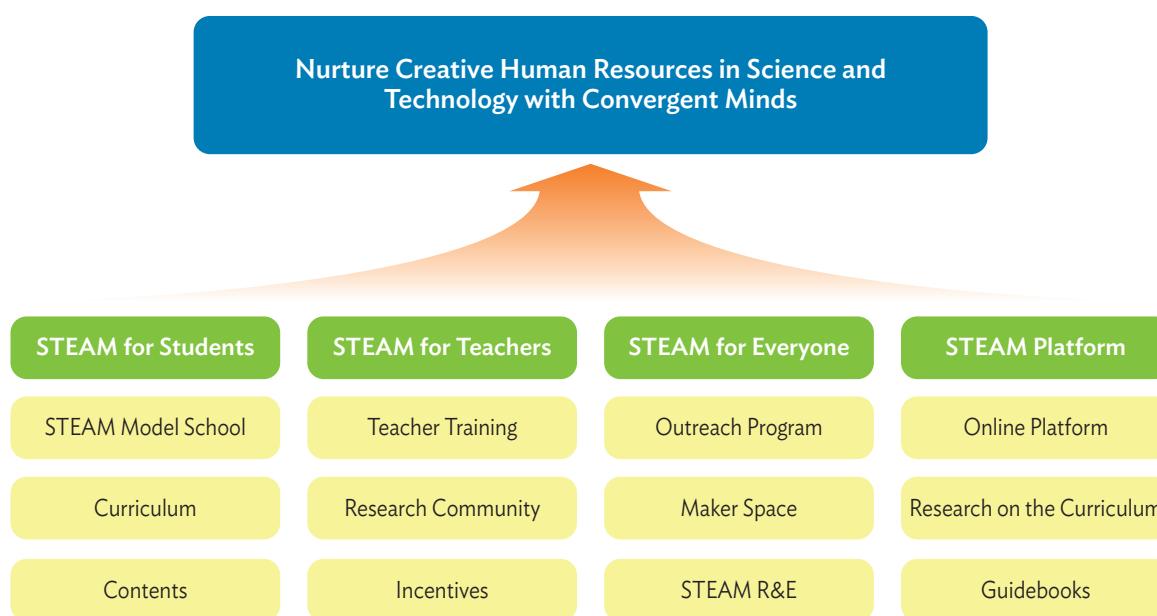 Nurture Creative Human Resources in Science and
Technology with Convergent Minds
STEAM for Students
STEAM for Teachers
STEAM for Everyone
STEAM Platform
STEAM Model School
Teacher Training
Outreach Program
Online Platform
Curriculum
Research Community
Maker Space
Research on the Curriculum
Contents
Incentives
STEAM R&E
Guidebooks